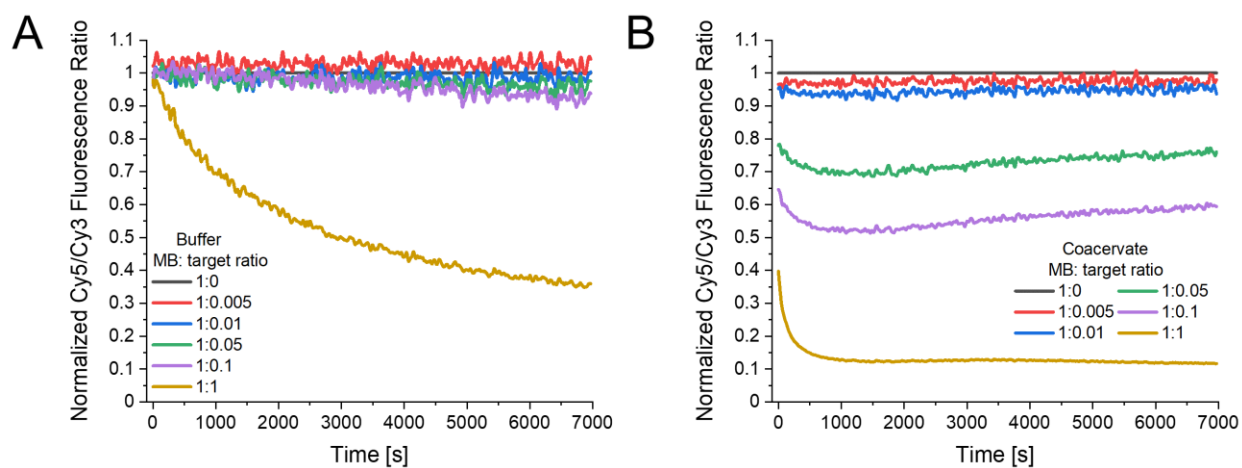 A
Normalized Cy5/Cy3 Fluorescence Ratio
1.1
1
0.9
0.8
0.7
0.6
0.5
0.4
0.3
0.2
0.1
0
Buffer
MB: target ratio
1:0
1:0.005
1:0.01
1:0.05
1:0.1
1:1
0 1000 2000 3000 4000 5000 6000 7000
Time [s]
B
Normalized Cy5/Cy3 Fluorescence Ratio
1.1
1
0.9
0.8
0.7
0.6
0.5
0.4
0.3
0.2
0.1
0
Coacervate
MB: target ratio
1:0 1:0.05
1:0.005 1:0.1
1:0.01 1:1
0 1000 2000 3000 4000 5000 6000 7000
Time [s]